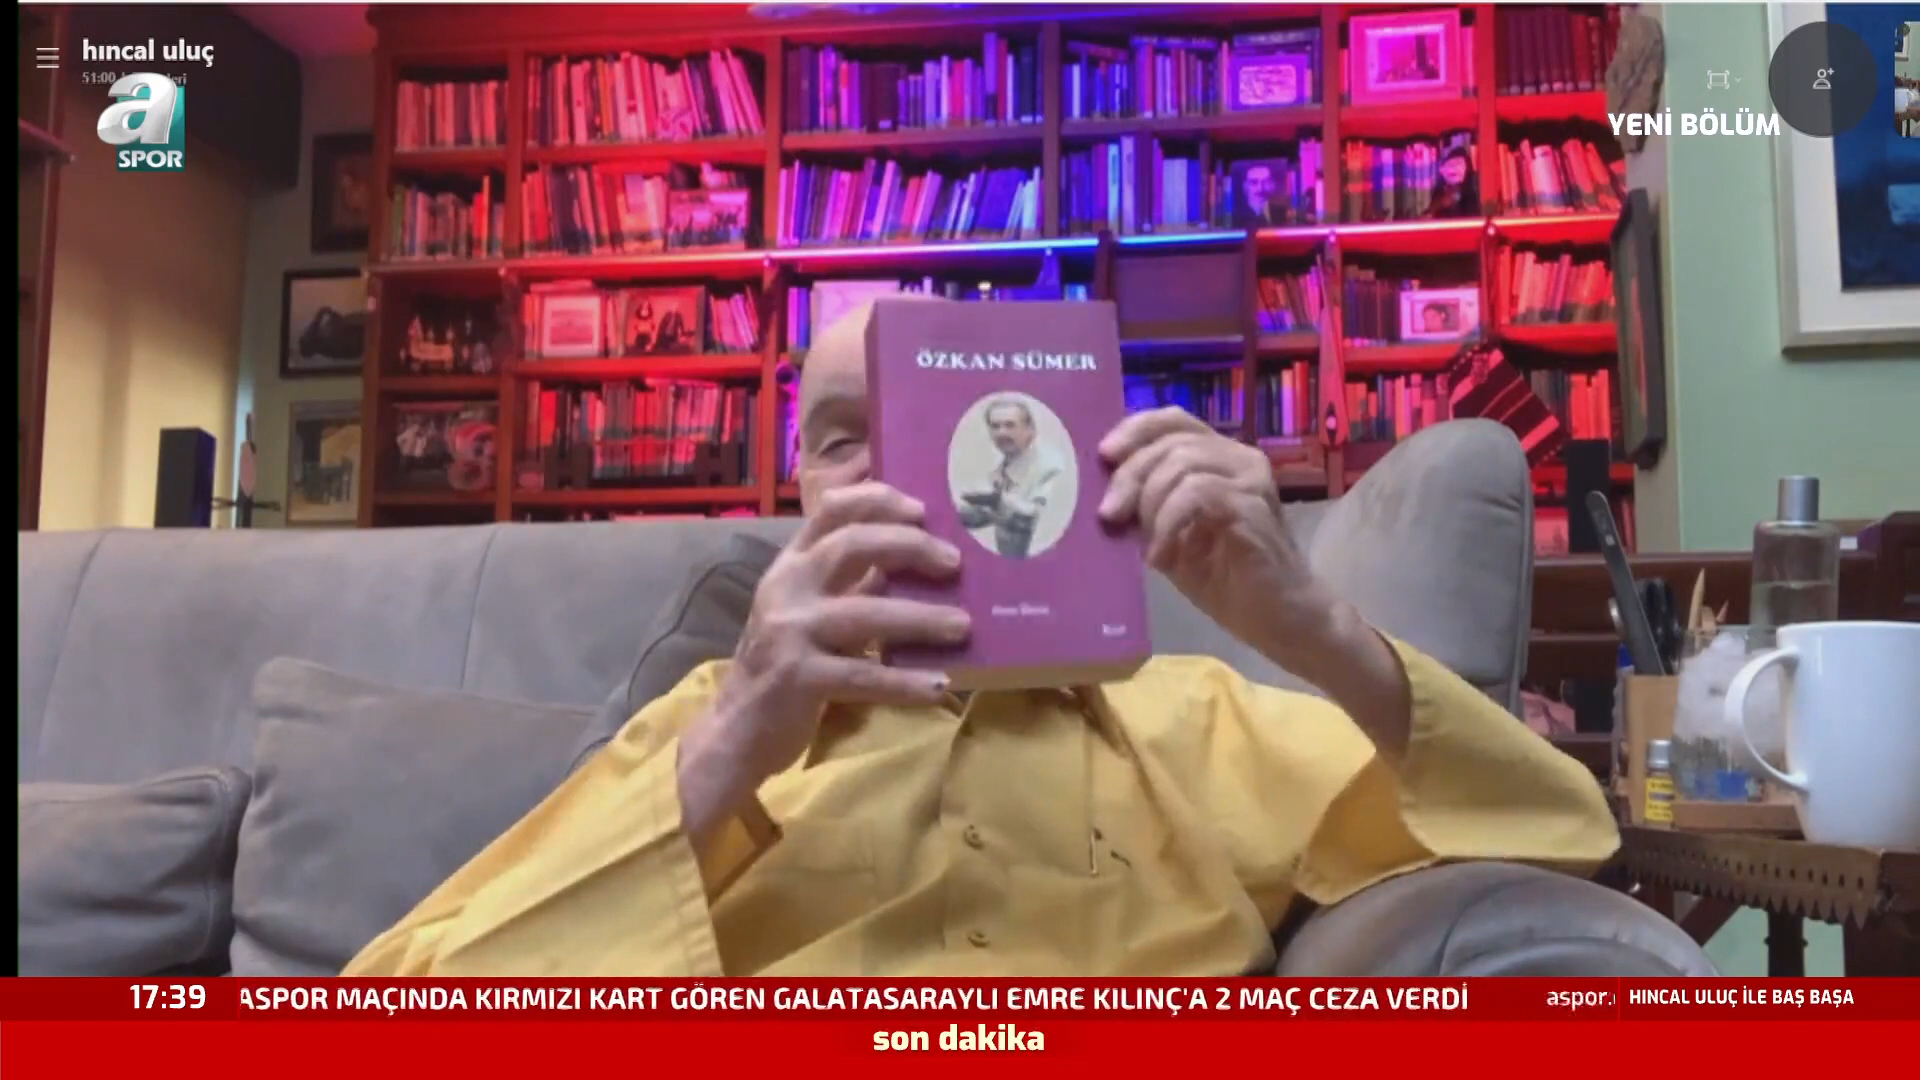 hıncal uluç
a
SPOR
YENİ BÖLÜM
ÖZKAN SÜMER
17:39
ASPOR MAÇINDA KIRMIZI KART GÖREN GALATASARAYLI EMRE KILINÇ'A 2 MAÇ CEZA VERDİ
aspor.
HINCAL ULUÇ İLE BAŞ BAŞA
son dakika